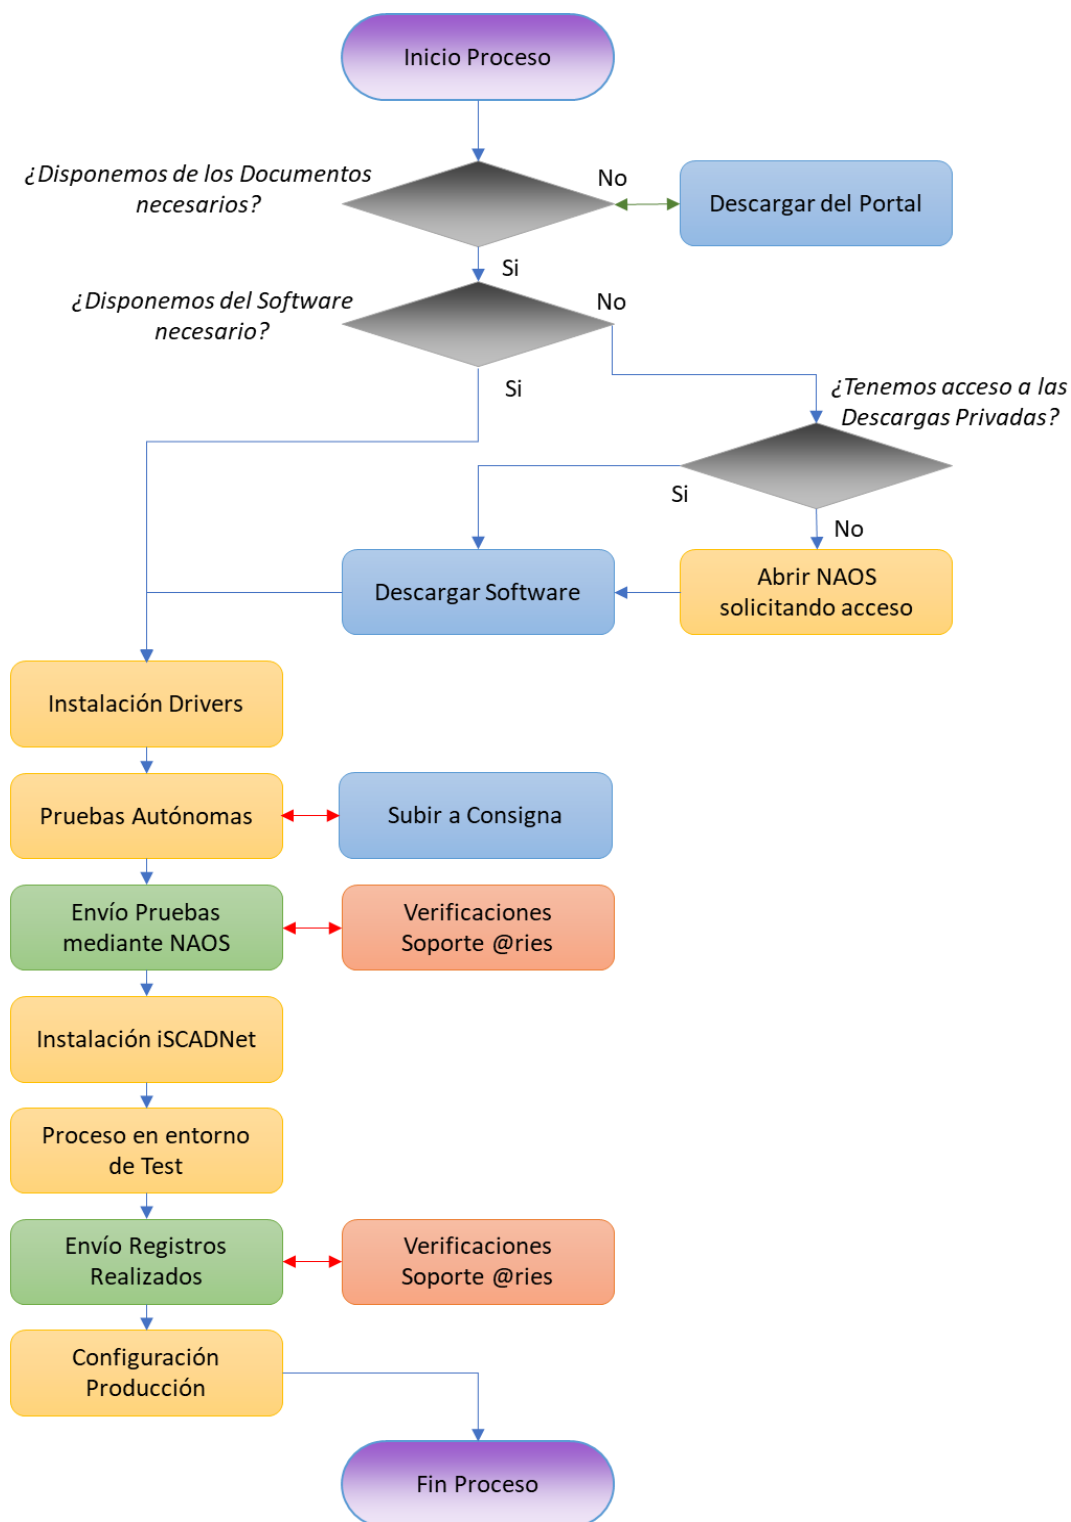 Inicio Proceso
¿Disponemos de los Documentos
necesarios?
No
Descargar del Portal
Si
¿Disponemos del Software
necesario?
No
Si
¿Tenemos acceso a las
Descargas Privadas?
Si
No
Descargar Software
Abrir NAOS
solicitando acceso
Instalación Drivers
Pruebas Autónomas
Subir a Consigna
Envío Pruebas
mediante NAOS
Verificaciones
Soporte @ries
Instalación iSCADNet
Proceso en entorno
de Test
Envío Registros
Realizados
Verificaciones
Soporte @ries
Configuración
Producción
Fin Proceso